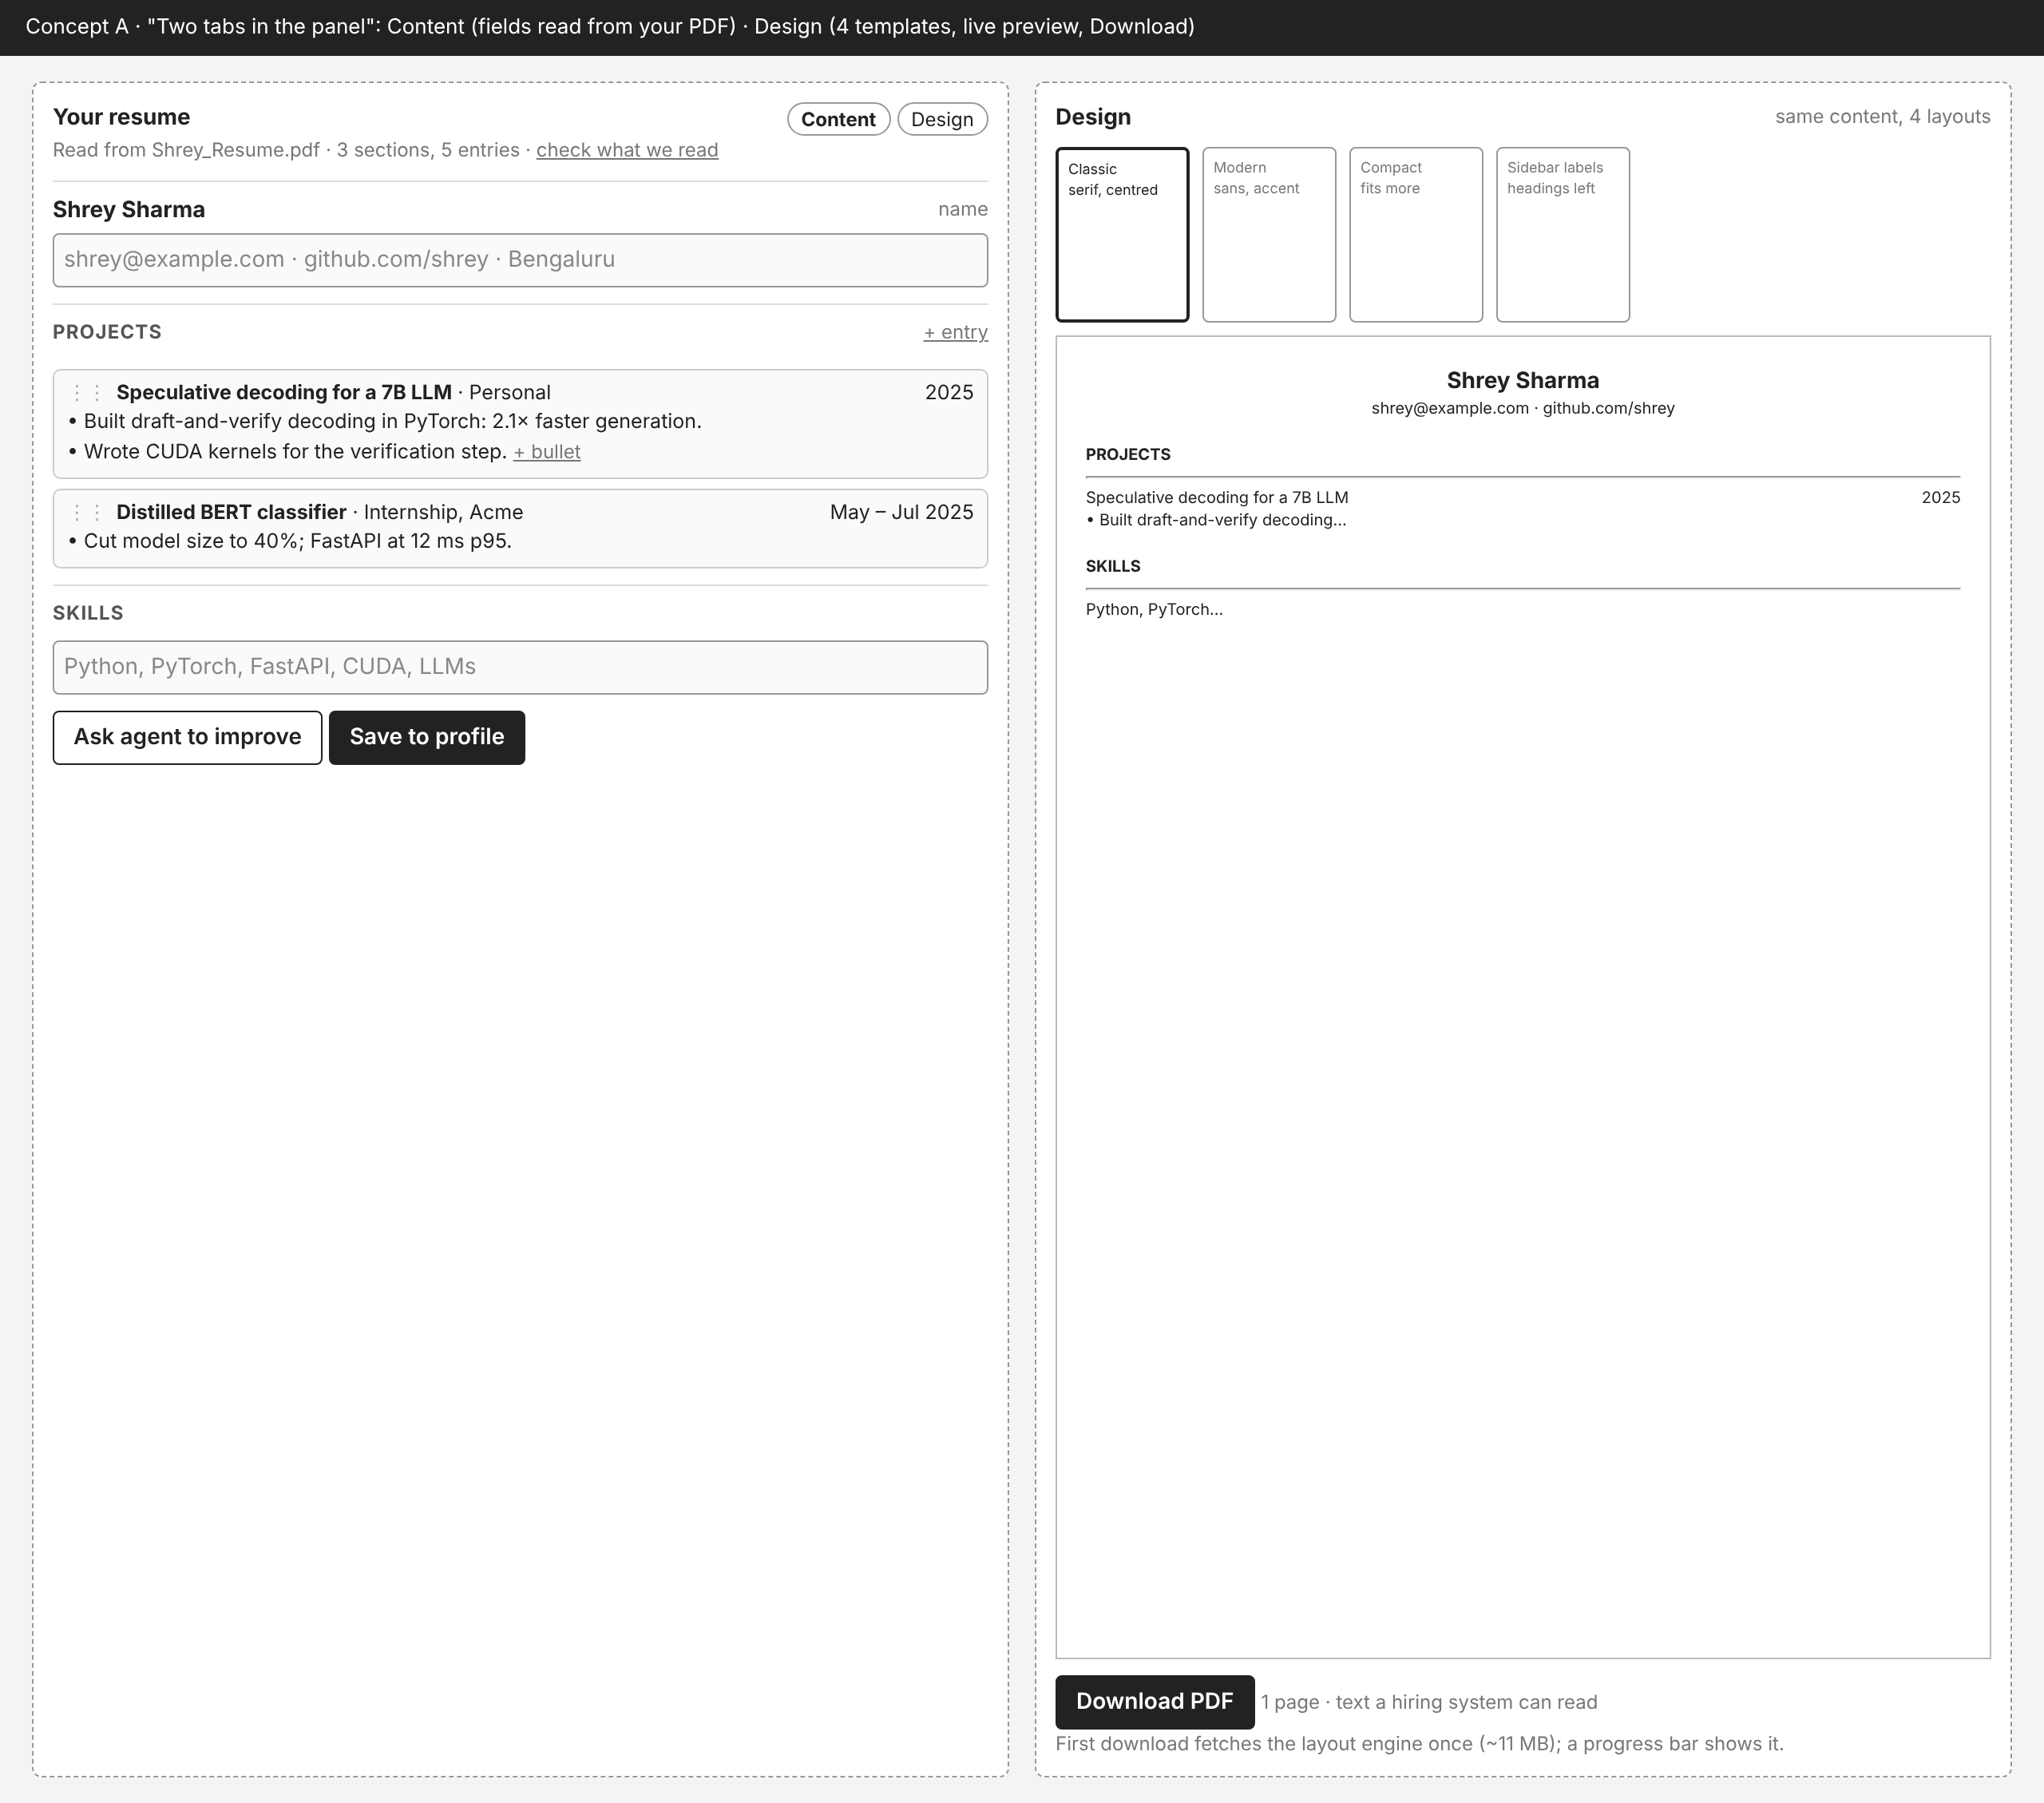 Concept A · "Two tabs in the panel": Content (fields read from your PDF) · Design (4 templates, live preview, Download)
Your resume
Content
Design
Read from Shrey_Resume.pdf · 3 sections, 5 entries · check what we read
Shrey Sharma
name
shrey@example.com · github.com/shrey · Bengaluru
PROJECTS
+ entry
Speculative decoding for a 7B LLM · Personal
2025
• Built draft-and-verify decoding in PyTorch: 2.1× faster generation.
• Wrote CUDA kernels for the verification step. + bullet
Distilled BERT classifier · Internship, Acme
May – Jul 2025
• Cut model size to 40%; FastAPI at 12 ms p95.
SKILLS
Python, PyTorch, FastAPI, CUDA, LLMs
Ask agent to improve
Save to profile
Design
same content, 4 layouts
Classic
serif, centred
Modern
sans, accent
Compact
fits more
Sidebar labels
headings left
Shrey Sharma
shrey@example.com · github.com/shrey
PROJECTS
Speculative decoding for a 7B LLM
2025
• Built draft-and-verify decoding...
SKILLS
Python, PyTorch...
Download PDF
1 page · text a hiring system can read
First download fetches the layout engine once (~11 MB); a progress bar shows it.